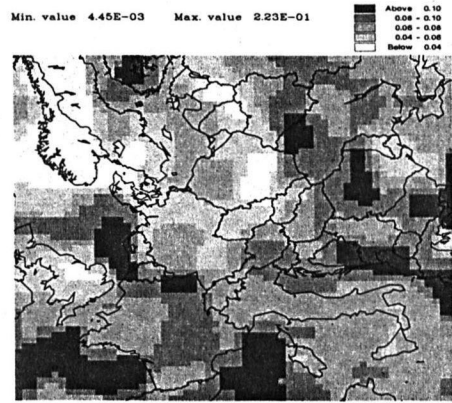 Min. value 4.45E-03 Max. value 2.23E-01
Above 0.10
0.08 - 0.10
0.06 - 0.08
0.04 - 0.06
Below 0.04